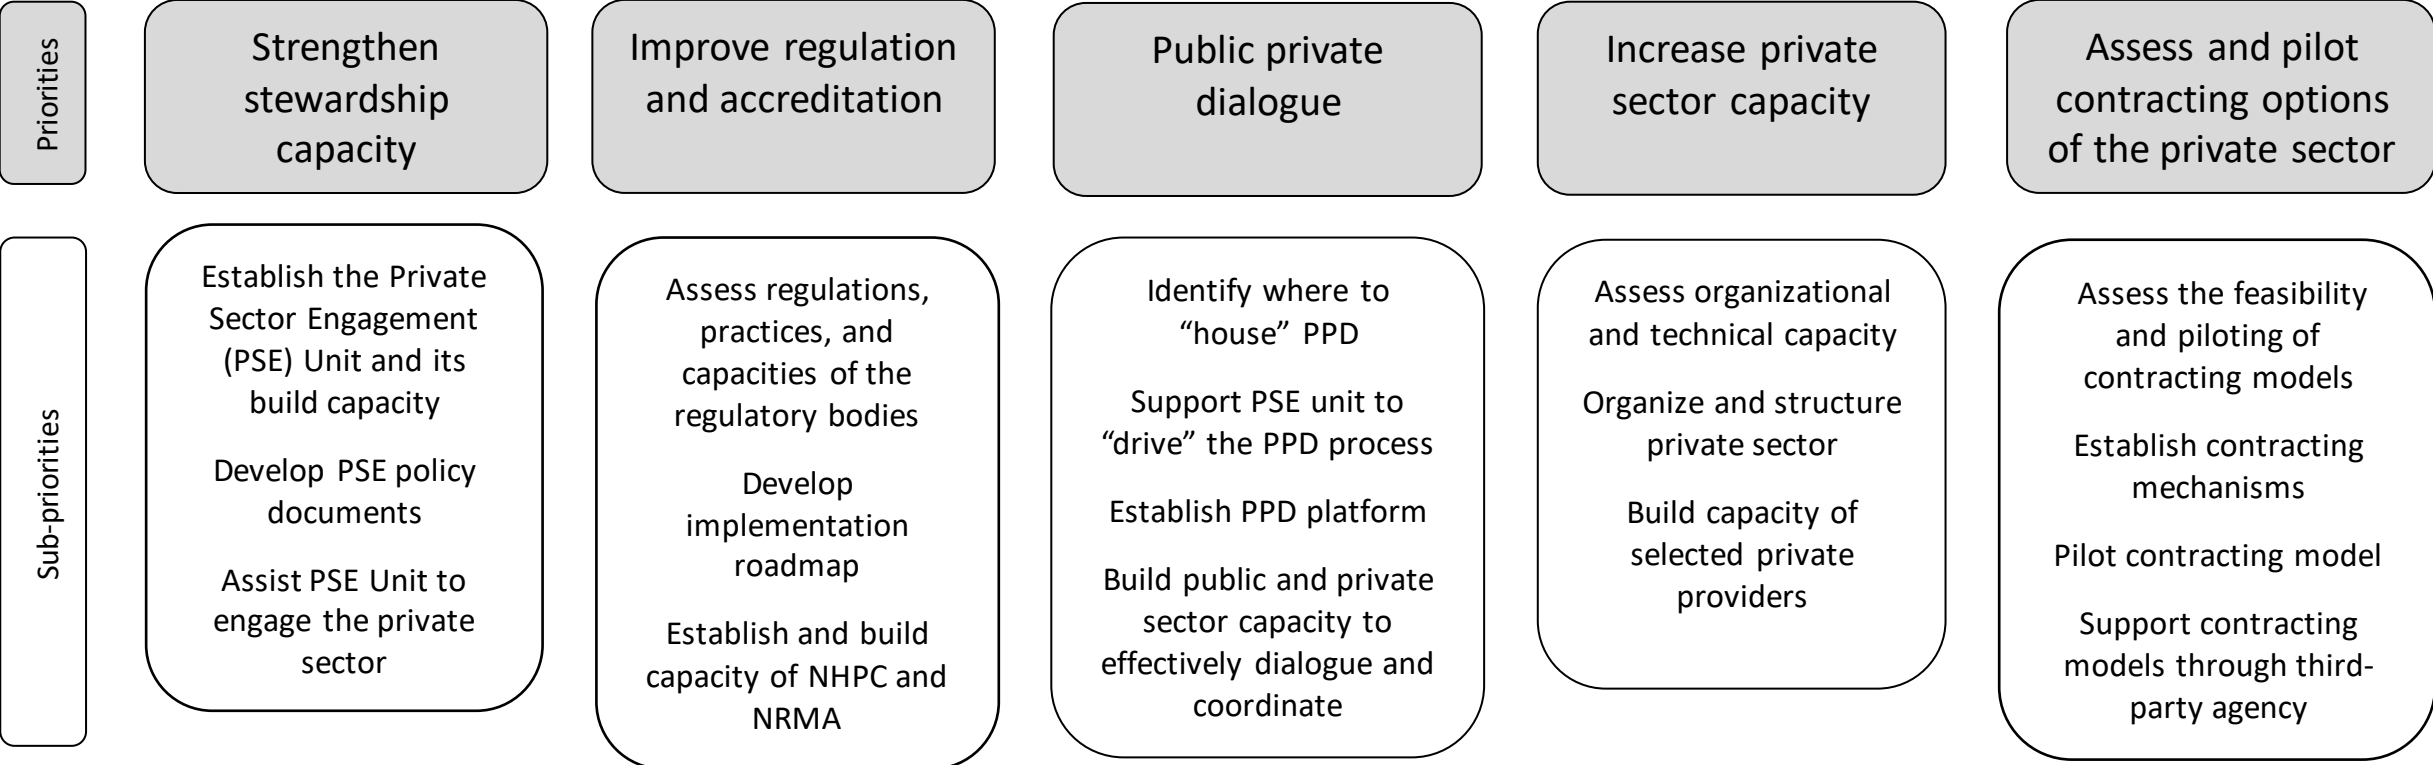 Priorities
Strengthen
stewardship
capacity
Improve regulation
and accreditation
Public private
dialogue
Increase private
sector capacity
Assess and pilot
contracting options
of the private sector
Sub-priorities
Establish the Private
Sector Engagement
(PSE) Unit and its
build capacity
Develop PSE policy
documents
Assist PSE Unit to
engage the private
sector
Assess regulations,
practices, and
capacities of the
regulatory bodies
Develop
implementation
roadmap
Establish and build
capacity of NHPC and
NRMA
Identify where to
“house” PPD
Support PSE unit to
“drive” the PPD process
Establish PPD platform
Build public and private
sector capacity to
effectively dialogue and
coordinate
Assess organizational
and technical capacity
Organize and structure
private sector
Build capacity of
selected private
providers
Assess the feasibility
and piloting of
contracting models
Establish contracting
mechanisms
Pilot contracting model
Support contracting
models through third-
party agency